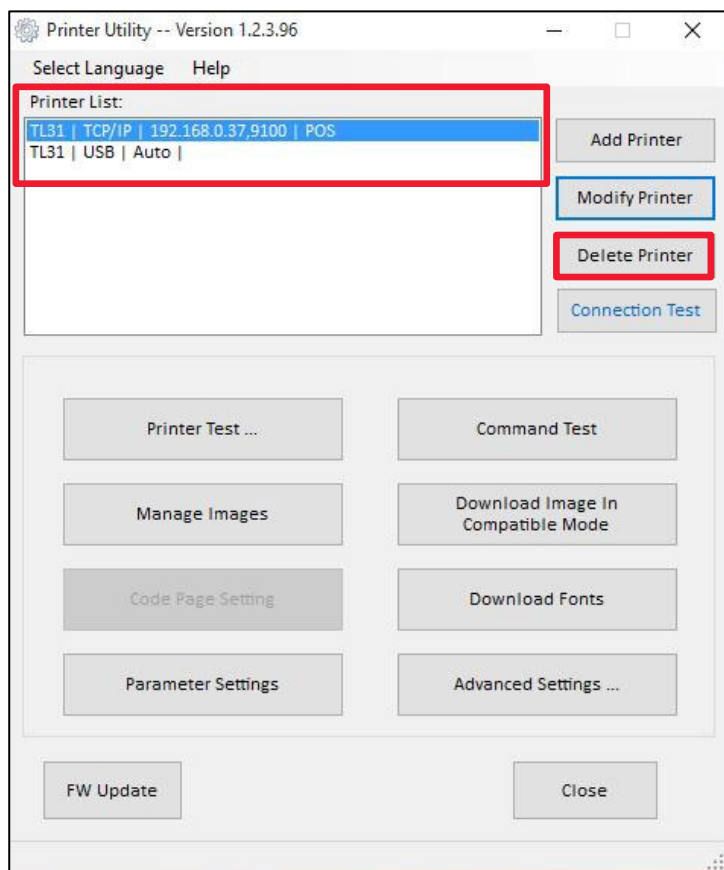 Printer Utility -- Version 1.2.3.96
Select Language Help
Printer List:
TL31 | TCP/IP | 192.168.0.37,9100 | POS
TL31 | USB | Auto |
Add Printer
Modify Printer
Delete Printer
Connection Test
Printer Test ...
Command Test
Manage Images
Download Image In
Compatible Mode
Code Page Setting
Download Fonts
Parameter Settings
Advanced Settings ...
FW Update
Close